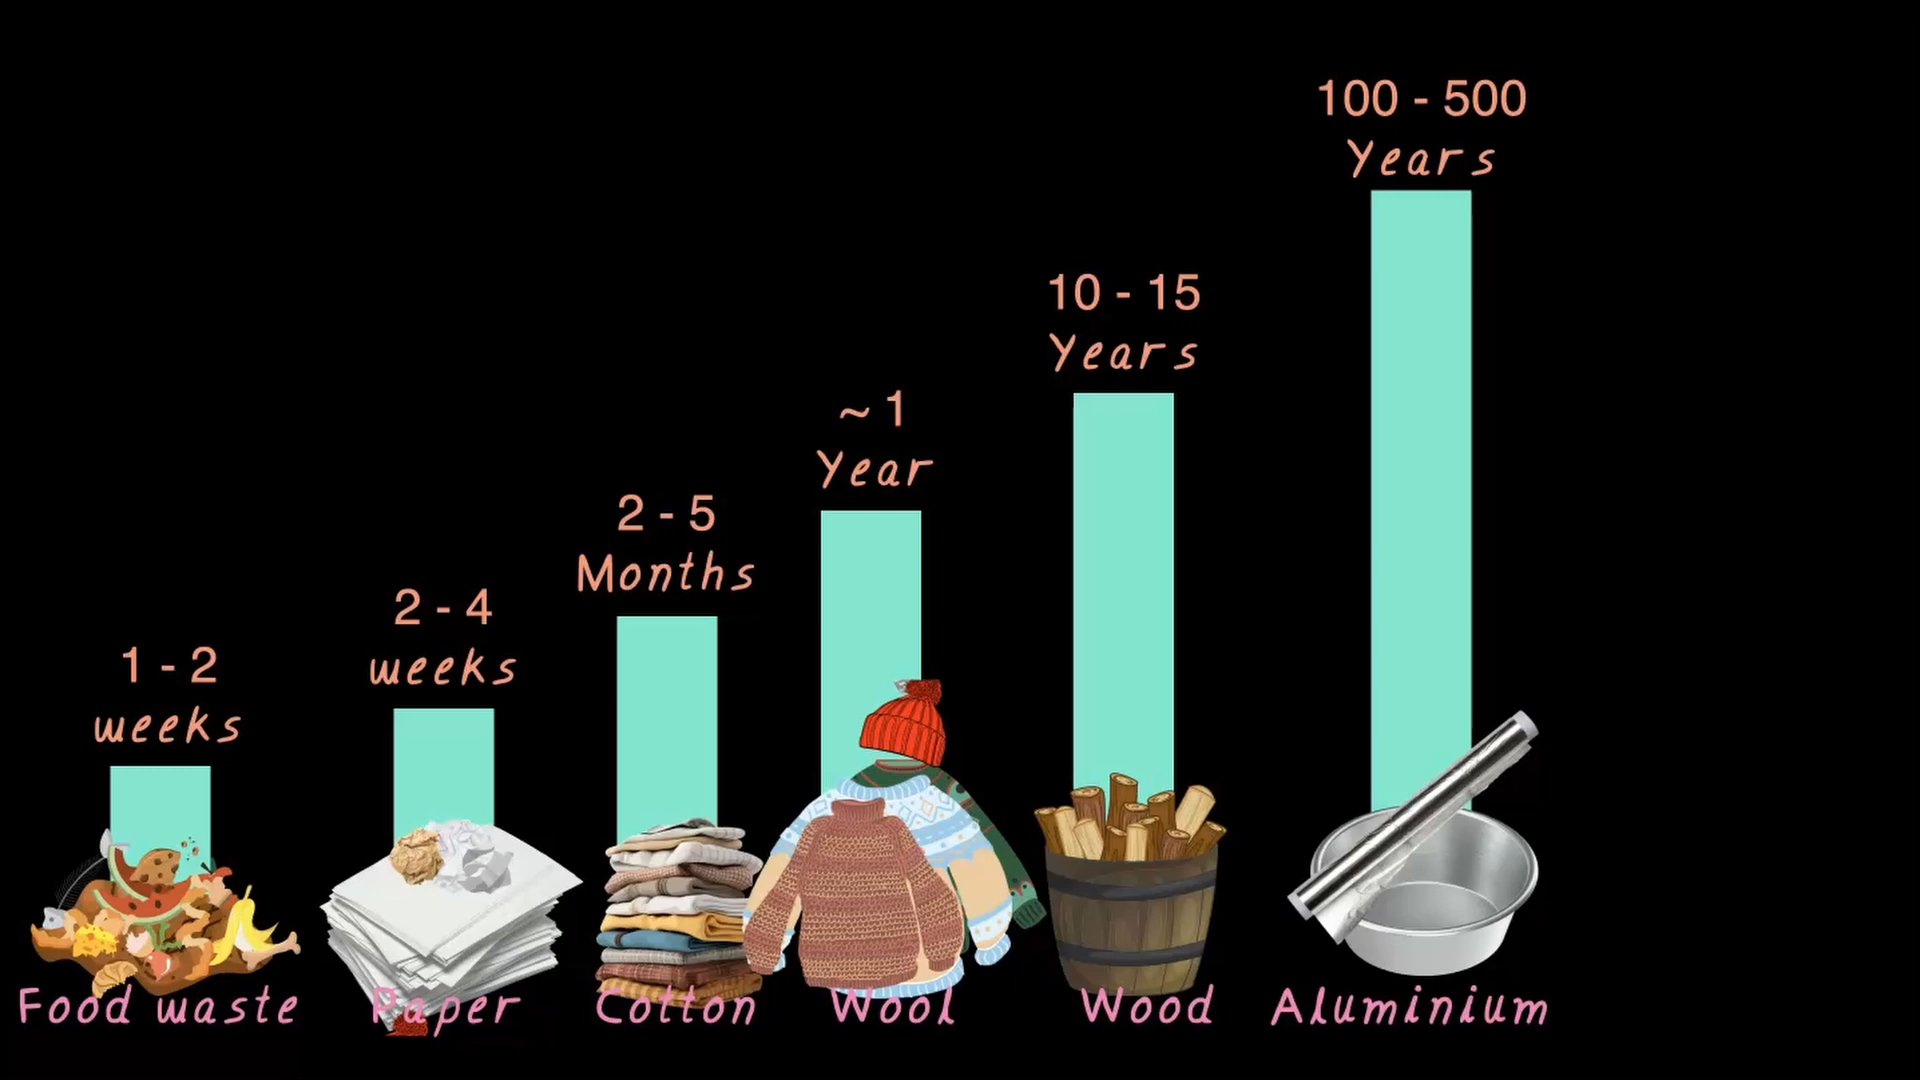 100 - 500
Years
10 - 15
Years
~ 1
Year
2 - 5
Months
2 - 4
weeks
1 - 2
weeks
Food waste
Paper
Cotton
Wool
Wood
Aluminium